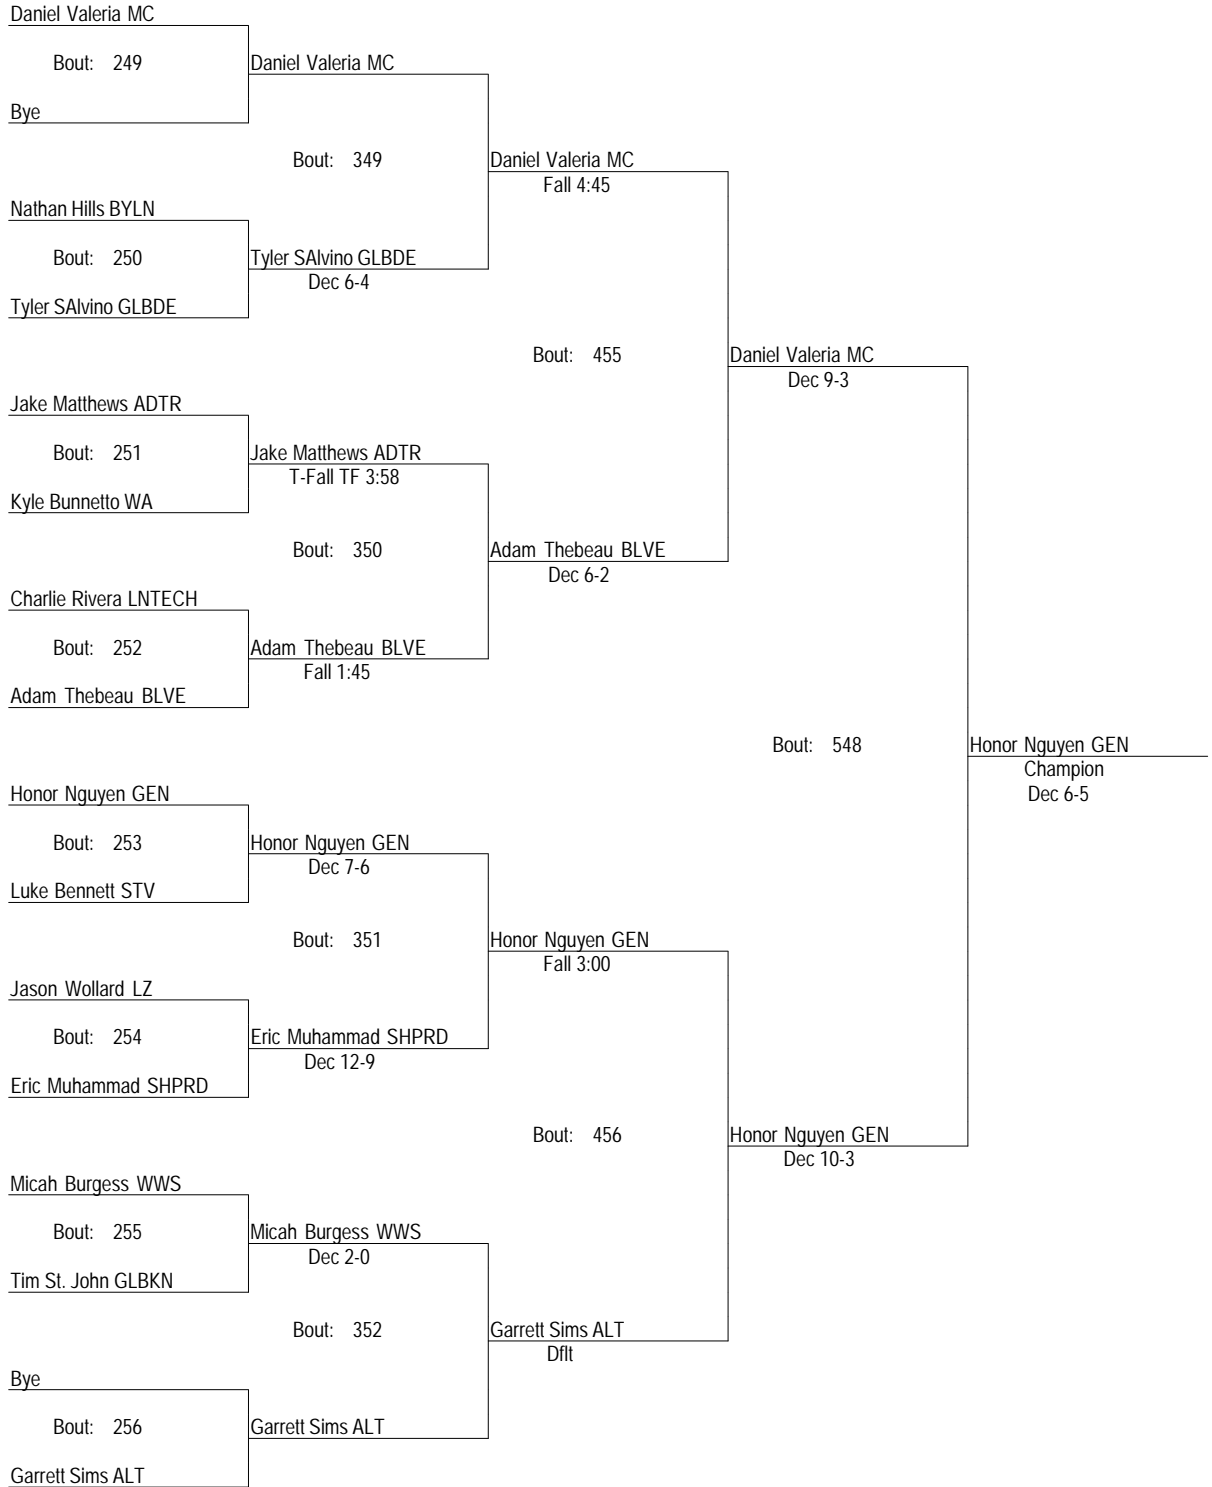 Daniel Valeria MC
Bout: 249
Daniel Valeria MC
Bye
Bout: 349
Daniel Valeria MC
Fall 4:45
Nathan Hills BYLN
Bout: 250
Tyler SAlvino GLBDE
Dec 6-4
Tyler SAlvino GLBDE
Bout: 455
Daniel Valeria MC
Dec 9-3
Jake Matthews ADTR
Bout: 251
Jake Matthews ADTR
T-Fall TF 3:58
Kyle Bunnetto WA
Bout: 350
Adam Thebeau BLVE
Dec 6-2
Charlie Rivera LNTECH
Bout: 252
Adam Thebeau BLVE
Fall 1:45
Adam Thebeau BLVE
Bout: 548
Honor Nguyen GEN
Champion
Dec 6-5
Honor Nguyen GEN
Bout: 253
Honor Nguyen GEN
Dec 7-6
Luke Bennett STV
Bout: 351
Honor Nguyen GEN
Fall 3:00
Jason Wollard LZ
Bout: 254
Eric Muhammad SHPRD
Dec 12-9
Eric Muhammad SHPRD
Bout: 456
Honor Nguyen GEN
Dec 10-3
Micah Burgess WWS
Bout: 255
Micah Burgess WWS
Dec 2-0
Tim St. John GLBKN
Bout: 352
Garrett Sims ALT
Dflt
Bye
Bout: 256
Garrett Sims ALT
Garrett Sims ALT